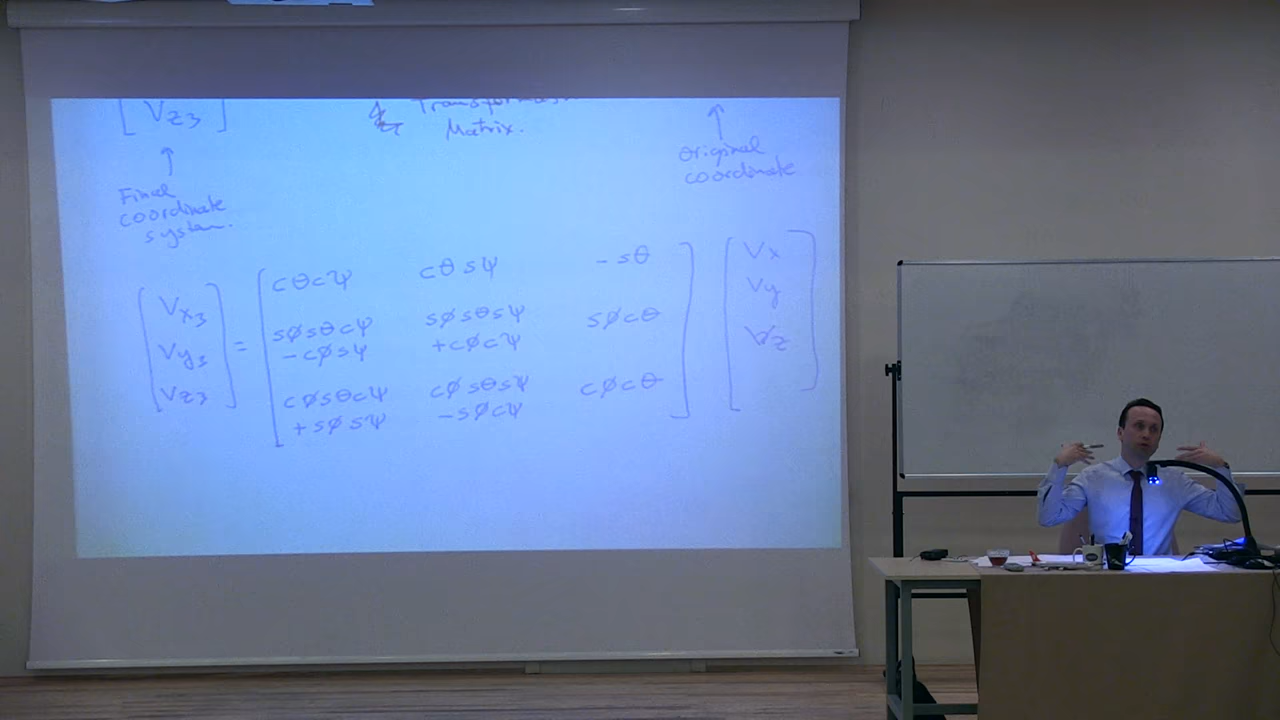 Vz3
Transformation
Matrix.
Original
coordinate
Final
coordinate
system.
Vx3
Vy3
Vz3
=
cθcψ cθsψ -sθ
sϕsθcψ sϕsθsψ sϕcθ
-cϕsψ +cϕcψ
cϕsθcψ cϕsθsψ cϕcθ
+sϕsψ -sϕcψ
Vx
Vy
Vz